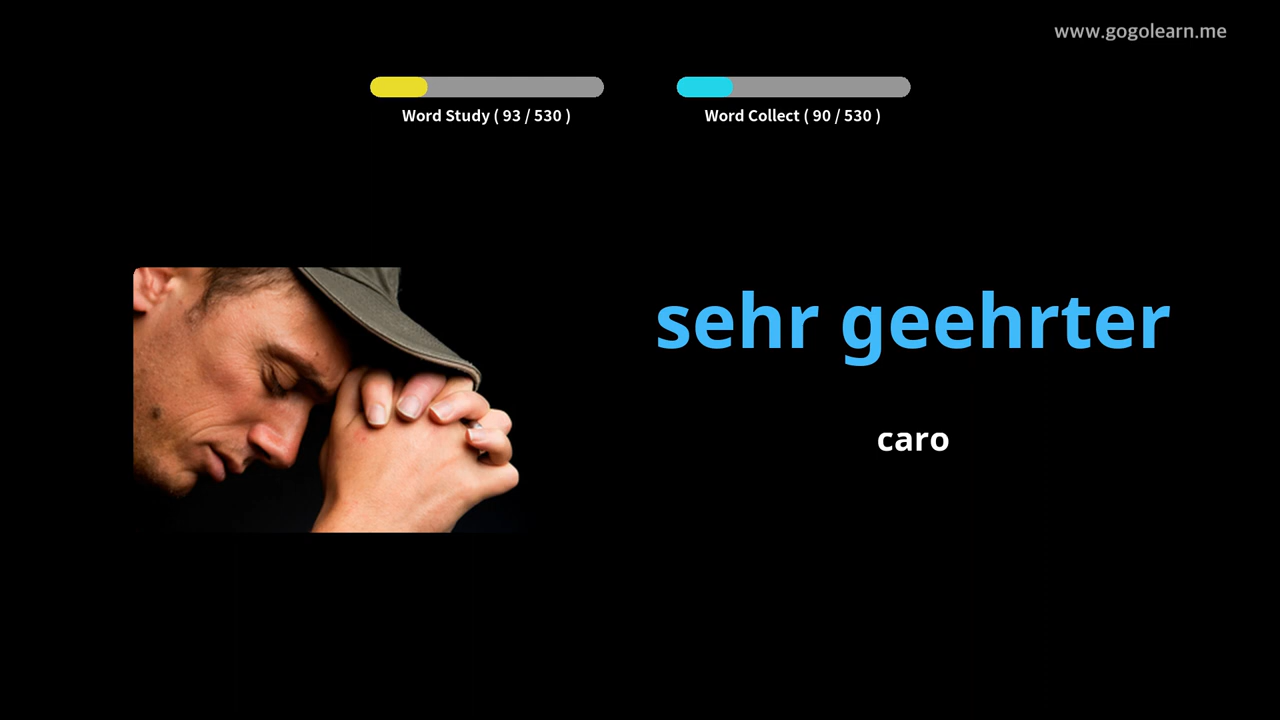 www.gogolearn.me
Word Study ( 93 / 530 )
Word Collect ( 90 / 530 )
sehr geehrter
caro